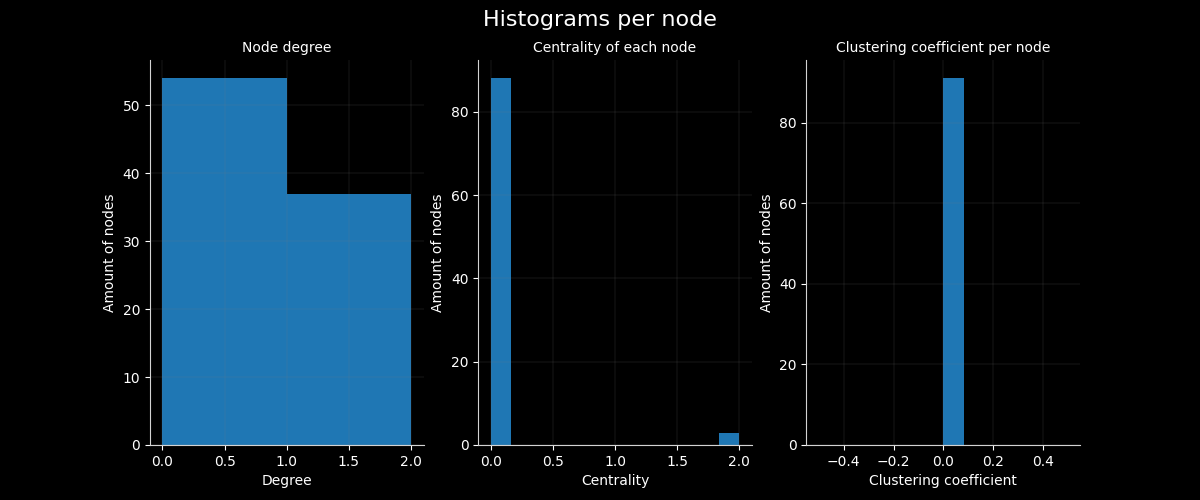 Histograms per node
Node degree
Amount of nodes
0
10
20
30
40
50
0.0 0.5 1.0 1.5 2.0
Degree
Centrality of each node
Amount of nodes
0
20
40
60
80
0.0 0.5 1.0 1.5 2.0
Centrality
Clustering coefficient per node
Amount of nodes
0
20
40
60
80
−0.4 −0.2 0.0 0.2 0.4
Clustering coefficient